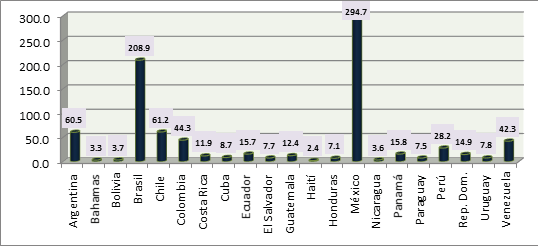 300.0
250.0
200.0
150.0
100.0
50.0
0.0
60.5
3.3
3.7
208.9
61.2
44.3
11.9
8.7
15.7
7.7
12.4
2.4
7.1
294.7
3.6
15.8
7.5
28.2
14.9
7.8
42.3
Argentina
Bahamas
Bolivia
Brasil
Chile
Colombia
Costa Rica
Cuba
Ecuador
El Salvador
Guatemala
Haití
Honduras
México
Nicaragua
Panamá
Paraguay
Perú
Rep. Dom.
Uruguay
Venezuela